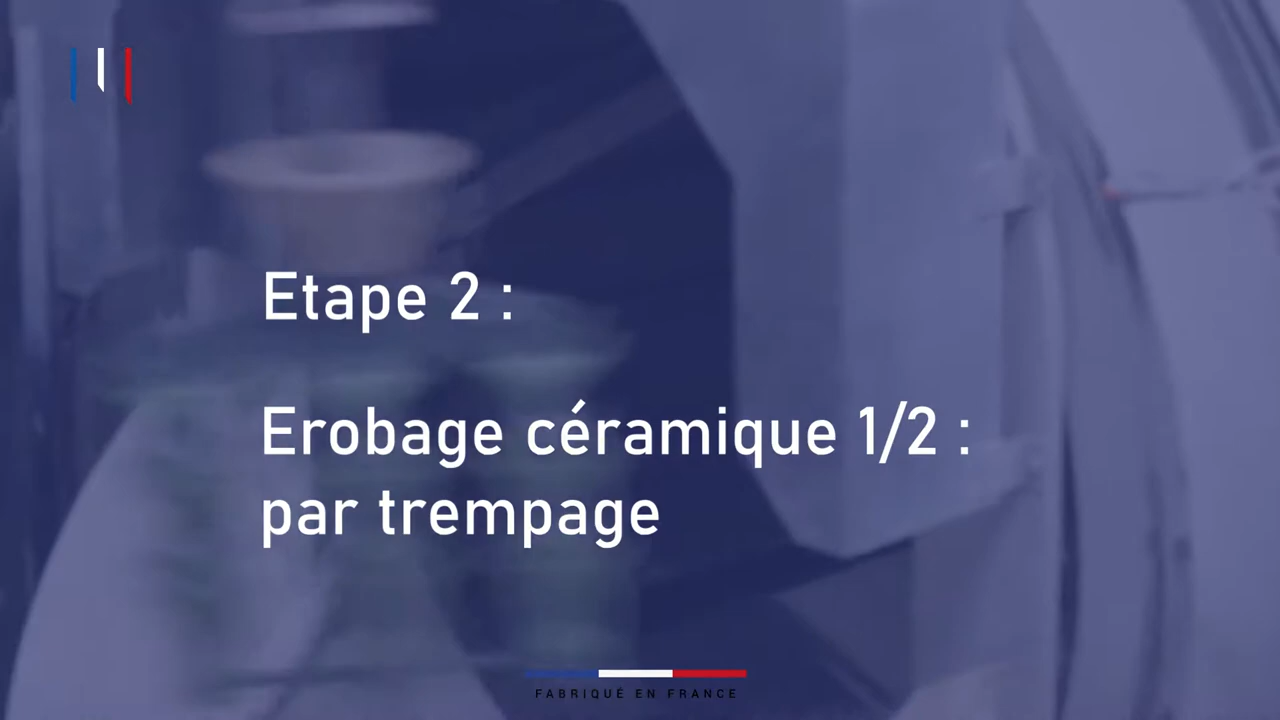 Etape 2 :
Erobage céramique 1/2 :
par trempage
FABRIQUÉ EN FRANCE